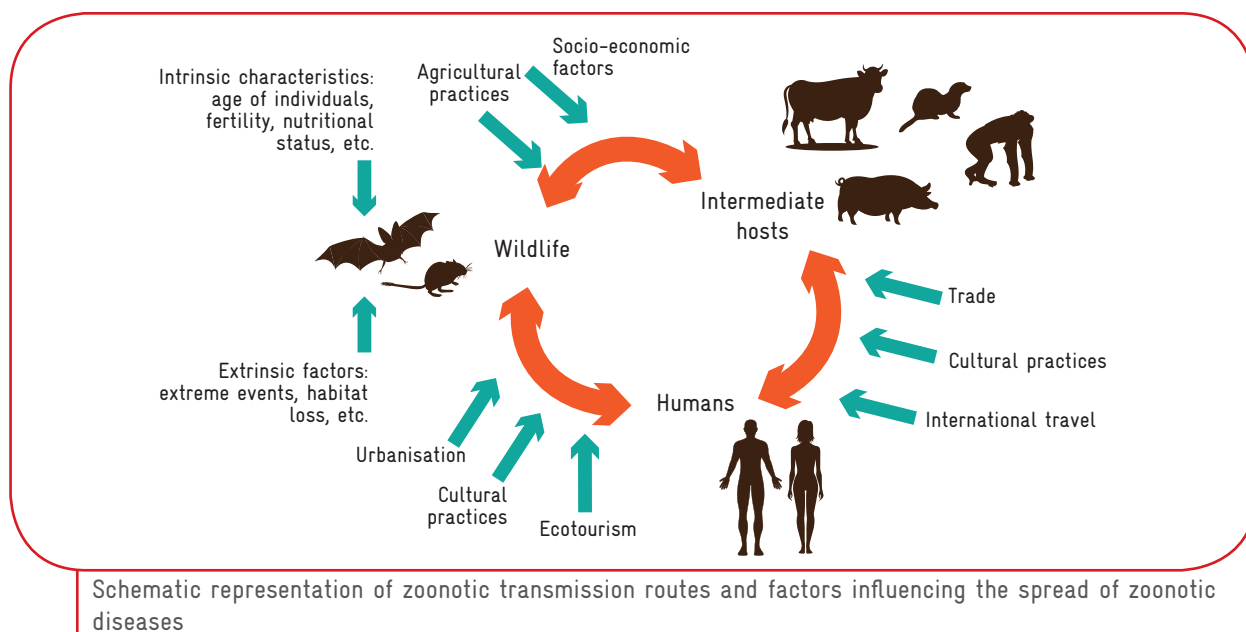 Socio-economic
factors
Agricultural
practices
Intrinsic characteristics:
age of individuals,
fertility, nutritional
status, etc.
Intermediate
hosts
Wildlife
Trade
Cultural practices
International travel
Extrinsic factors:
extreme events, habitat
loss, etc.
Humans
Urbanisation
Cultural
practices
Ecotourism
Schematic representation of zoonotic transmission routes and factors influencing the spread of zoonotic
diseases